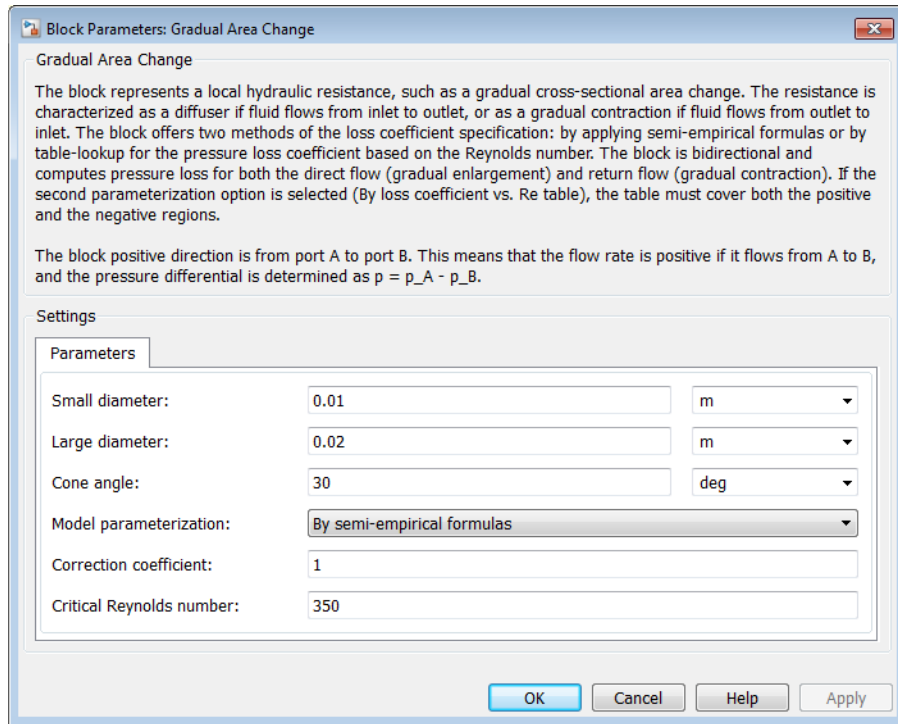 Block Parameters: Gradual Area Change
Gradual Area Change
The block represents a local hydraulic resistance, such as a gradual cross-sectional area change. The resistance is
characterized as a diffuser if fluid flows from inlet to outlet, or as a gradual contraction if fluid flows from outlet to
inlet. The block offers two methods of the loss coefficient specification: by applying semi-empirical formulas or by
table-lookup for the pressure loss coefficient based on the Reynolds number. The block is bidirectional and
computes pressure loss for both the direct flow (gradual enlargement) and return flow (gradual contraction). If the
second parameterization option is selected (By loss coefficient vs. Re table), the table must cover both the positive
and the negative regions.
The block positive direction is from port A to port B. This means that the flow rate is positive if it flows from A to B,
and the pressure differential is determined as p = p_A - p_B.
Settings
Parameters
Small diameter: 0.01 m
Large diameter: 0.02 m
Cone angle: 30 deg
Model parameterization: By semi-empirical formulas
Correction coefficient: 1
Critical Reynolds number: 350
OK Cancel Help Apply